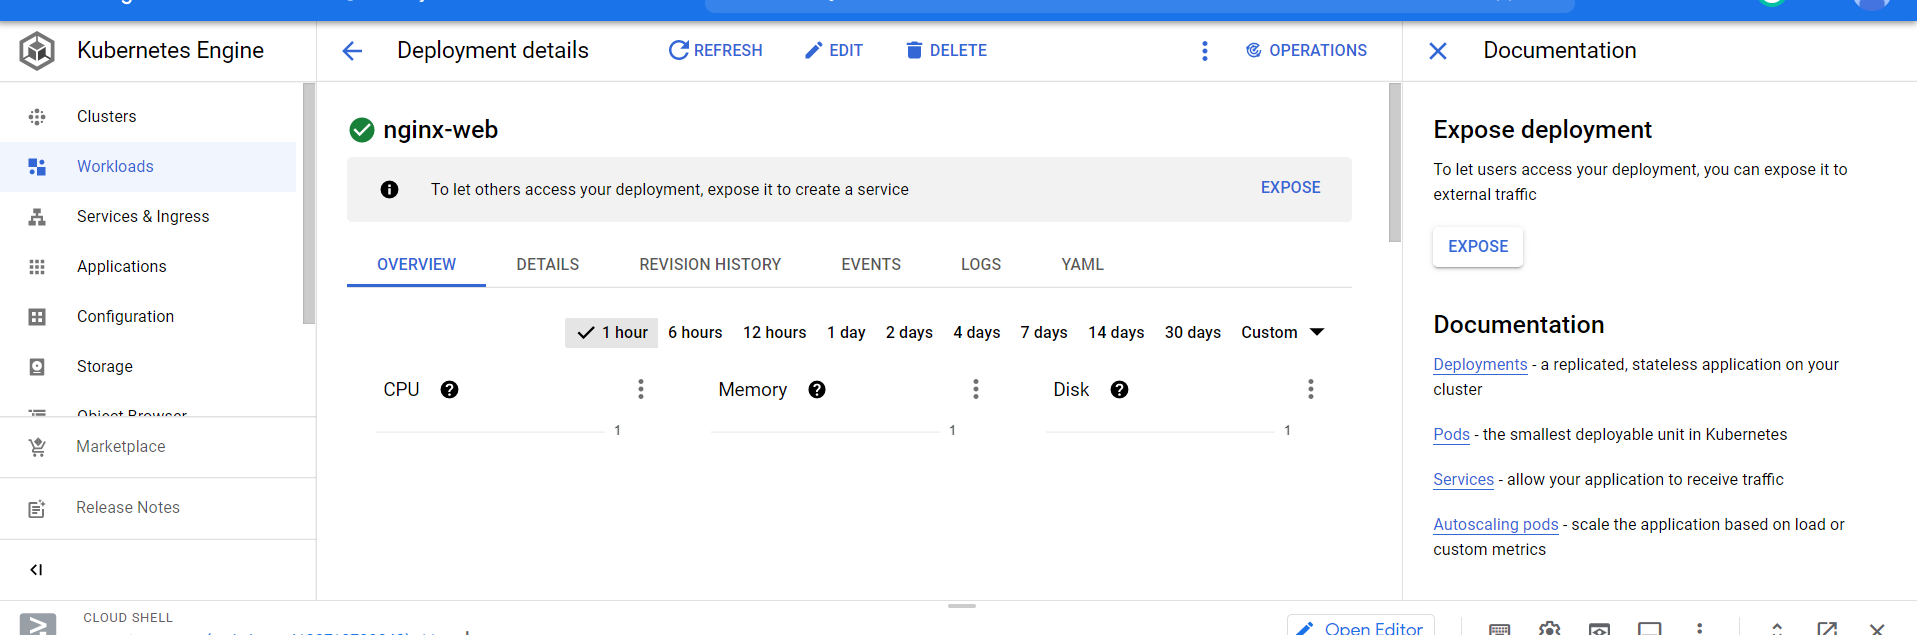 Kubernetes Engine
Deployment details
REFRESH
EDIT
DELETE
OPERATIONS
Documentation
Clusters
Workloads
Services & Ingress
Applications
Configuration
Storage
Object Browser
Marketplace
Release Notes
nginx-web
To let others access your deployment, expose it to create a service
EXPOSE
OVERVIEW
DETAILS
REVISION HISTORY
EVENTS
LOGS
YAML
1 hour
6 hours
12 hours
1 day
2 days
4 days
7 days
14 days
30 days
Custom
CPU
Memory
Disk
1
1
1
Expose deployment
To let users access your deployment, you can expose it to
external traffic
EXPOSE
Documentation
Deployments - a replicated, stateless application on your
cluster
Pods - the smallest deployable unit in Kubernetes
Services - allow your application to receive traffic
Autoscaling pods - scale the application based on load or
custom metrics
CLOUD SHELL
Open Editor